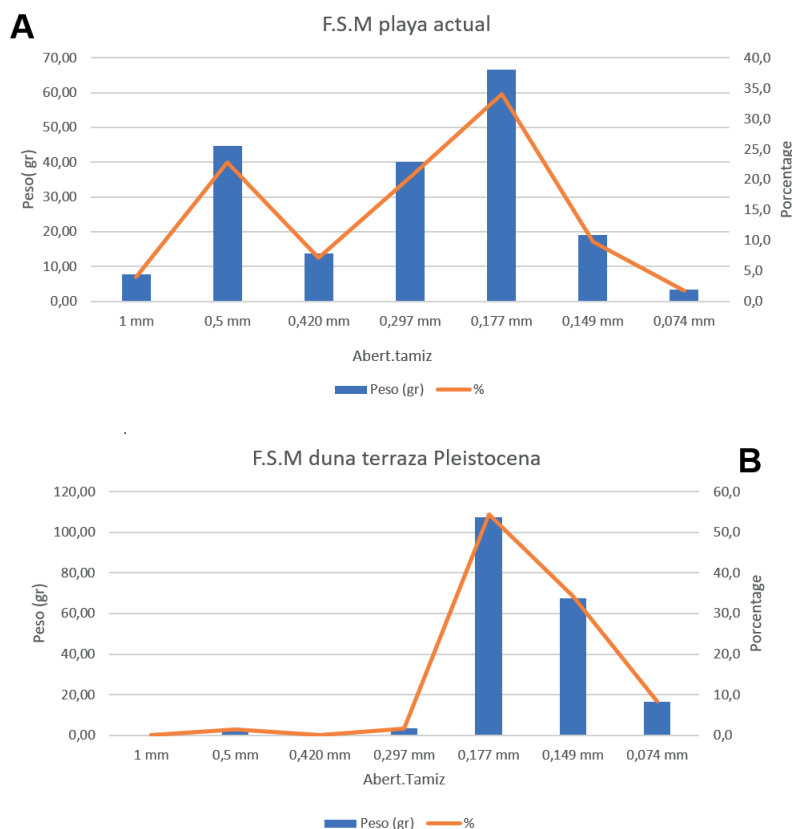 A
F.S.M playa actual
70,00
60,00
50,00
40,00
30,00
20,00
10,00
0,00
Peso( gr)
40,0
35,0
30,0
25,0
20,0
15,0
10,0
5,0
0,0
Porcentage
1 mm 0,5 mm 0,420 mm 0,297 mm 0,177 mm 0,149 mm 0,074 mm
Abert.tamiz
Peso (gr) %
B
F.S.M duna terraza Pleistocena
120,00
100,00
80,00
60,00
40,00
20,00
0,00
Peso (gr)
60,0
50,0
40,0
30,0
20,0
10,0
0,0
Porcentage
1 mm 0,5 mm 0,420 mm 0,297 mm 0,177 mm 0,149 mm 0,074 mm
Abert.Tamiz
Peso (gr) %